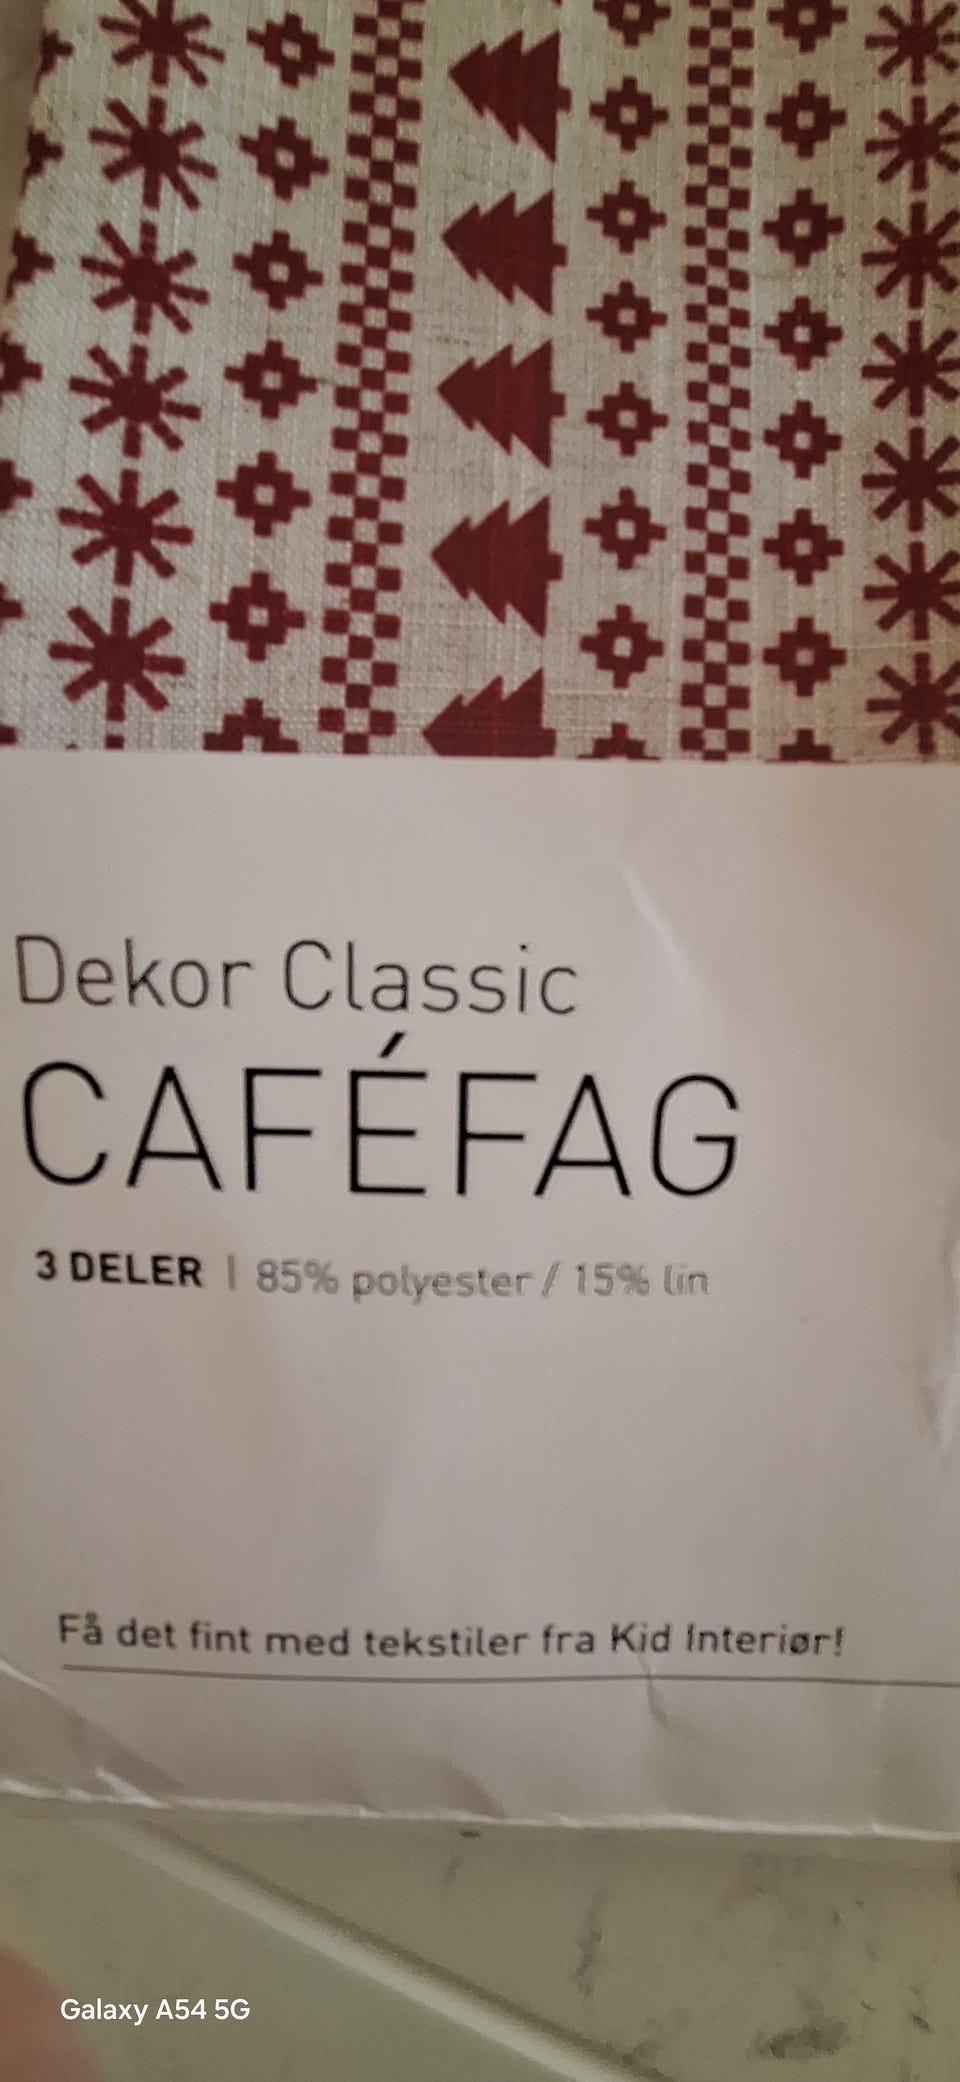 Dekor Classic
CAFÉFAG
3 DELER | 85% polyester / 15% lin
Få det fint med tekstiler fra Kid Interiør!
Galaxy A54 5G